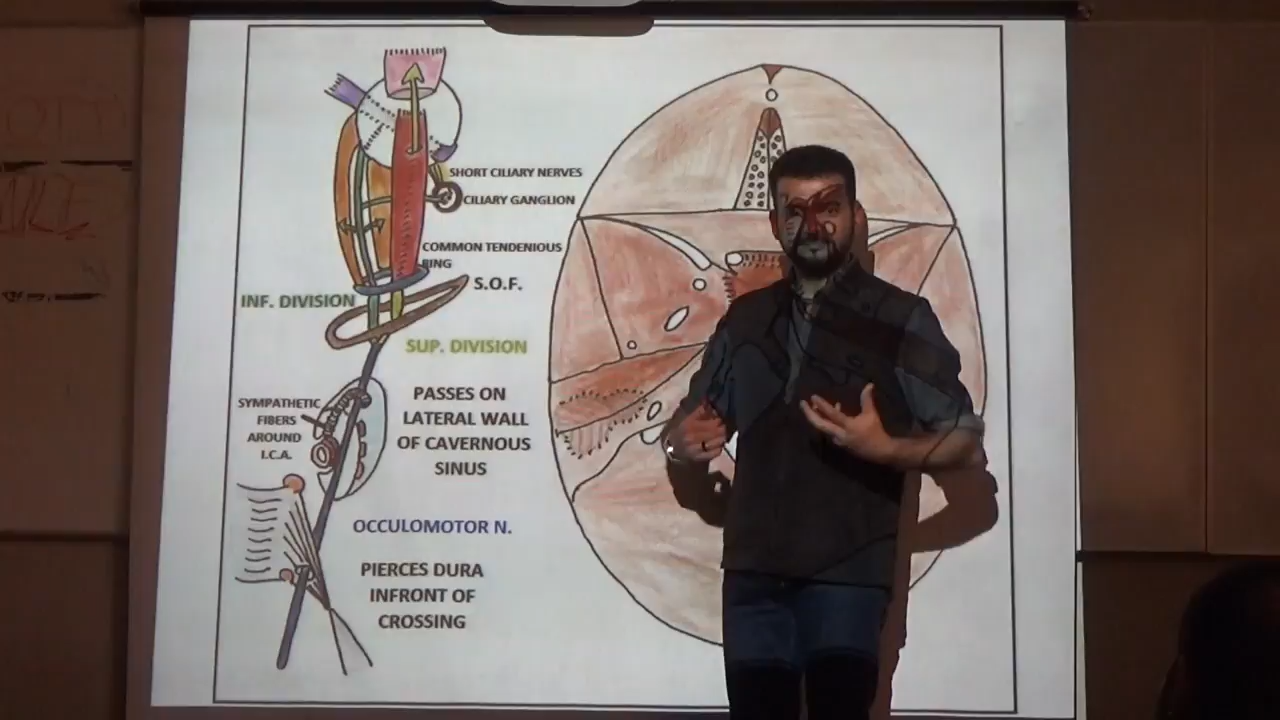 SHORT CILIARY NERVES
CILIARY GANGLION
COMMON TENDENIOUS
RING
S.O.F.
INF. DIVISION
SUP. DIVISION
SYMPATHETIC
FIBERS
AROUND
I.C.A.
PASSES ON
LATERAL WALL
OF CAVERNOUS
SINUS
OCCULOMOTOR N.
PIERCES DURA
INFRONT OF
CROSSING